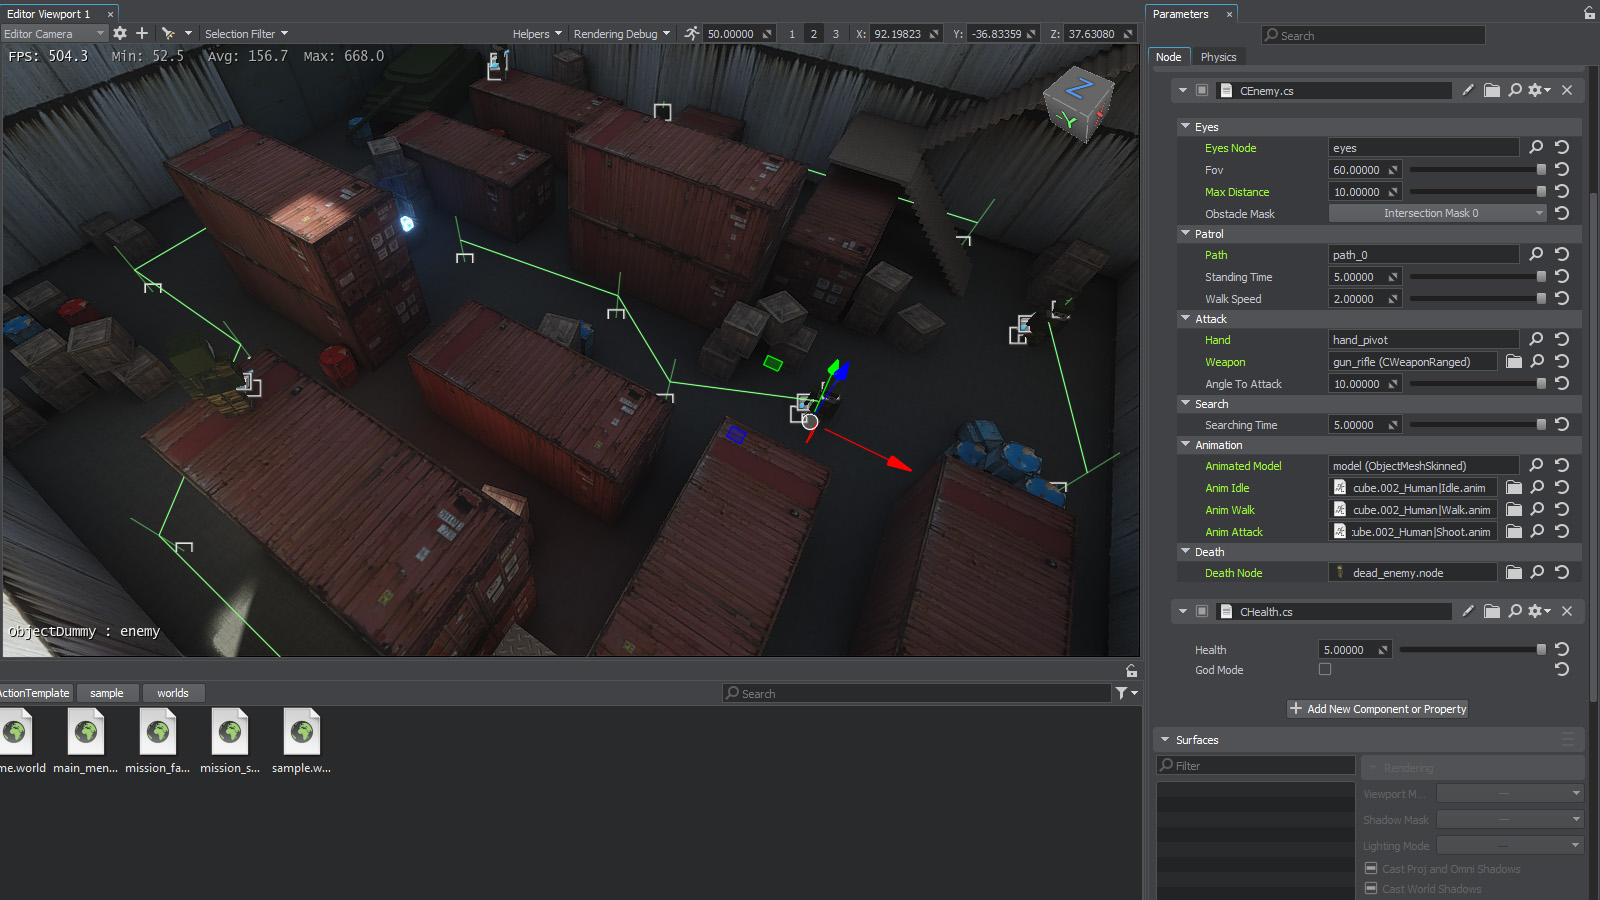 Editor Viewport 1 ×
Editor Camera
Selection Filter
Helpers
Rendering Debug
50.00000
1 2 3
X: 92.19823
Y: -36.83359
Z: 37.63080
FPS: 504.3 Min: 52.5 Avg: 156.7 Max: 668.0
Z
-Y
objectDummy : enemy
ActionTemplate
sample
worlds
Search
me.world
main_men...
mission_fa...
mission_s...
sample.w...
Parameters ×
Search
Node
Physics
CEnemy.cs
Eyes
Eyes Node eyes
Fov 60.00000
Max Distance 10.00000
Obstacle Mask Intersection Mask 0
Patrol
Path path_0
Standing Time 5.00000
Walk Speed 2.00000
Attack
Hand hand_pivot
Weapon gun_rifle (CWeaponRanged)
Angle To Attack 10.00000
Search
Searching Time 5.00000
Animation
Animated Model model (ObjectMeshSkinned)
Anim Idle cube.002_Human|Idle.anim
Anim Walk cube.002_Human|Walk.anim
Anim Attack :ube.002_Human|Shoot.anim
Death
Death Node dead_enemy.node
CHealth.cs
Health 5.00000
God Mode
Add New Component or Property
Surfaces
Filter
Rendering
Viewport M...
Shadow Mask
Lighting Mode
Cast Proj and Omni Shadows
Cast World Shadows